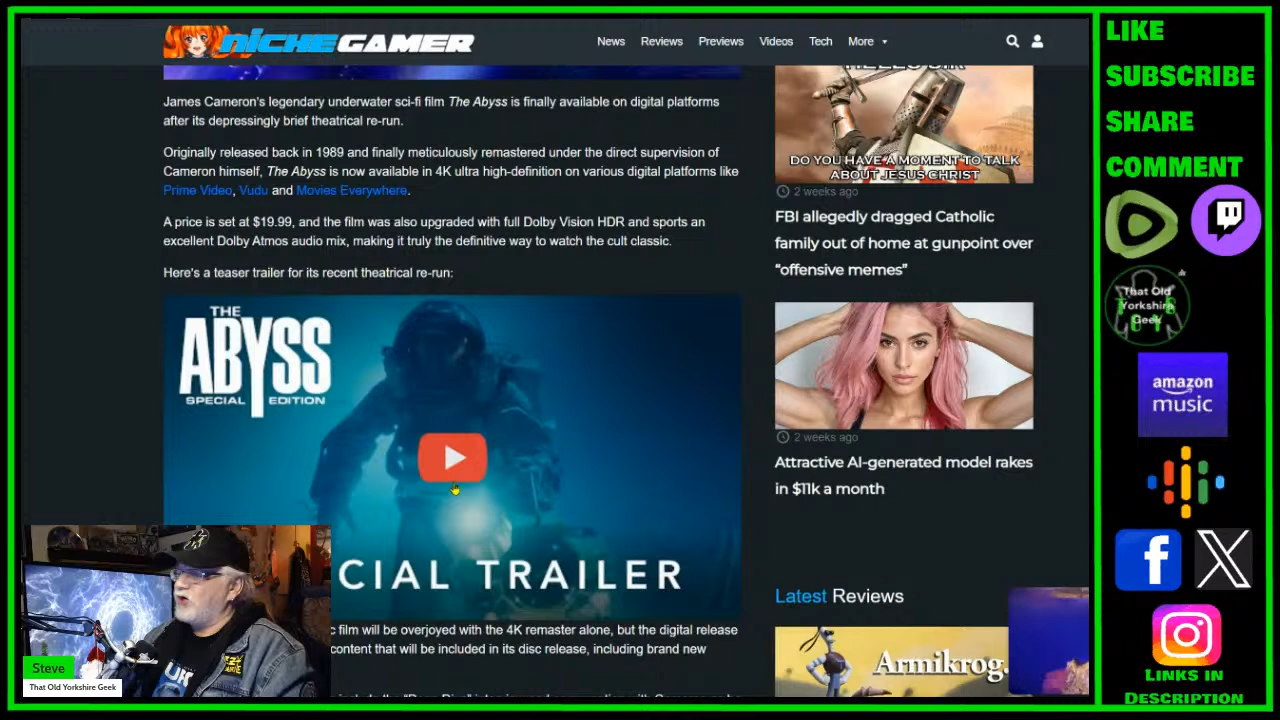 NICHEGAMER
News Reviews Previews Videos Tech More
James Cameron's legendary underwater sci-fi film The Abyss is finally available on digital platforms
after its depressingly brief theatrical re-run.
Originally released back in 1989 and finally meticulously remastered under the direct supervision of
Cameron himself, The Abyss is now available in 4K ultra high-definition on various digital platforms like
Prime Video, Vudu and Movies Everywhere.
A price is set at $19.99, and the film was also upgraded with full Dolby Vision HDR and sports an
excellent Dolby Atmos audio mix, making it truly the definitive way to watch the cult classic.
Here's a teaser trailer for its recent theatrical re-run:
THE
ABYSS
SPECIAL EDITION
CIAL TRAILER
c film will be overjoyed with the 4K remaster alone, but the digital release
content that will be included in its disc release, including brand new
DO YOU HAVE A MOMENT TO TALK
ABOUT JESUS CHRIST
2 weeks ago
FBI allegedly dragged Catholic
family out of home at gunpoint over
“offensive memes”
2 weeks ago
Attractive AI-generated model rakes
in $11k a month
Latest Reviews
Armikrog.
Steve
That Old Yorkshire Geek
LIKE
SUBSCRIBE
SHARE
COMMENT
That Old
Yorkshire
Geek
amazon
music
Links in
Description